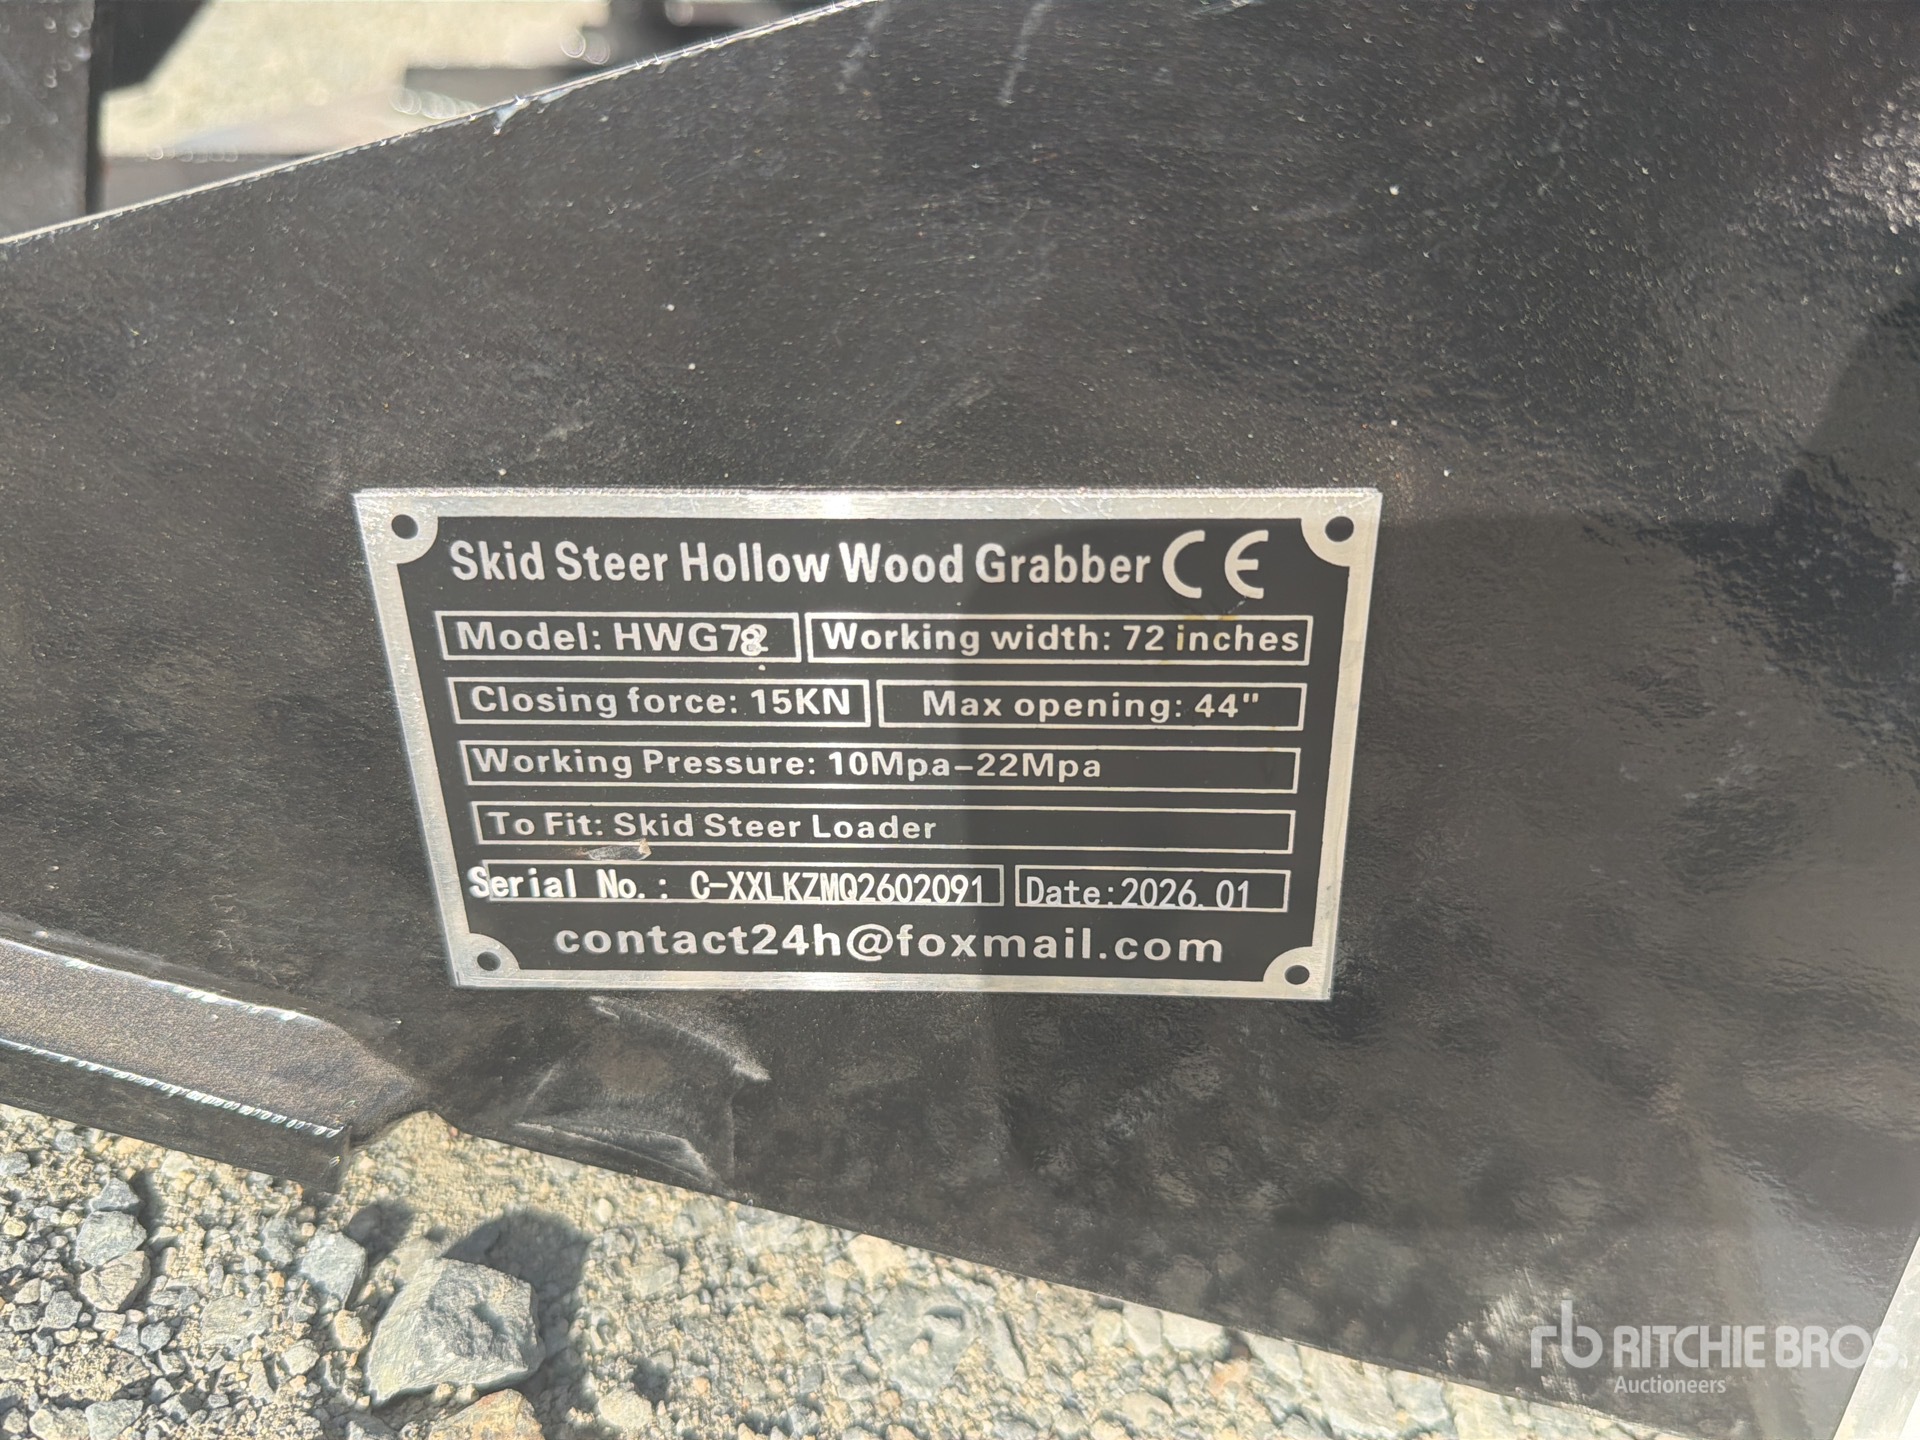 Skid Steer Hollow Wood Grabber CE
Model: HWG78 Working width: 72 inches
Closing force: 15KN Max opening: 44"
Working Pressure: 10Mpa-22Mpa
To Fit: Skid Steer Loader
Serial No.: C-XXLKZMQ2602091 Date:2026.01
contact24h@foxmail.com
rb RITCHIE BROS.
Auctioneers